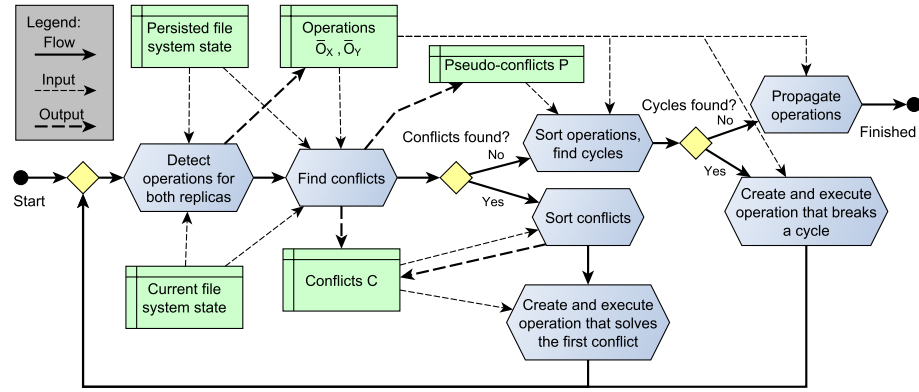 Legend:
Flow
Input
Output
Persisted file
system state
Operations
O̅X , O̅Y
Pseudo-conflicts P
Cycles found?
No
Yes
Propagate
operations
Finished
Conflicts found?
No
Yes
Sort operations,
find cycles
Start
Detect
operations for
both replicas
Find conflicts
Sort conflicts
Create and execute
operation that breaks
a cycle
Current file
system state
Conflicts C
Create and execute
operation that solves
the first conflict